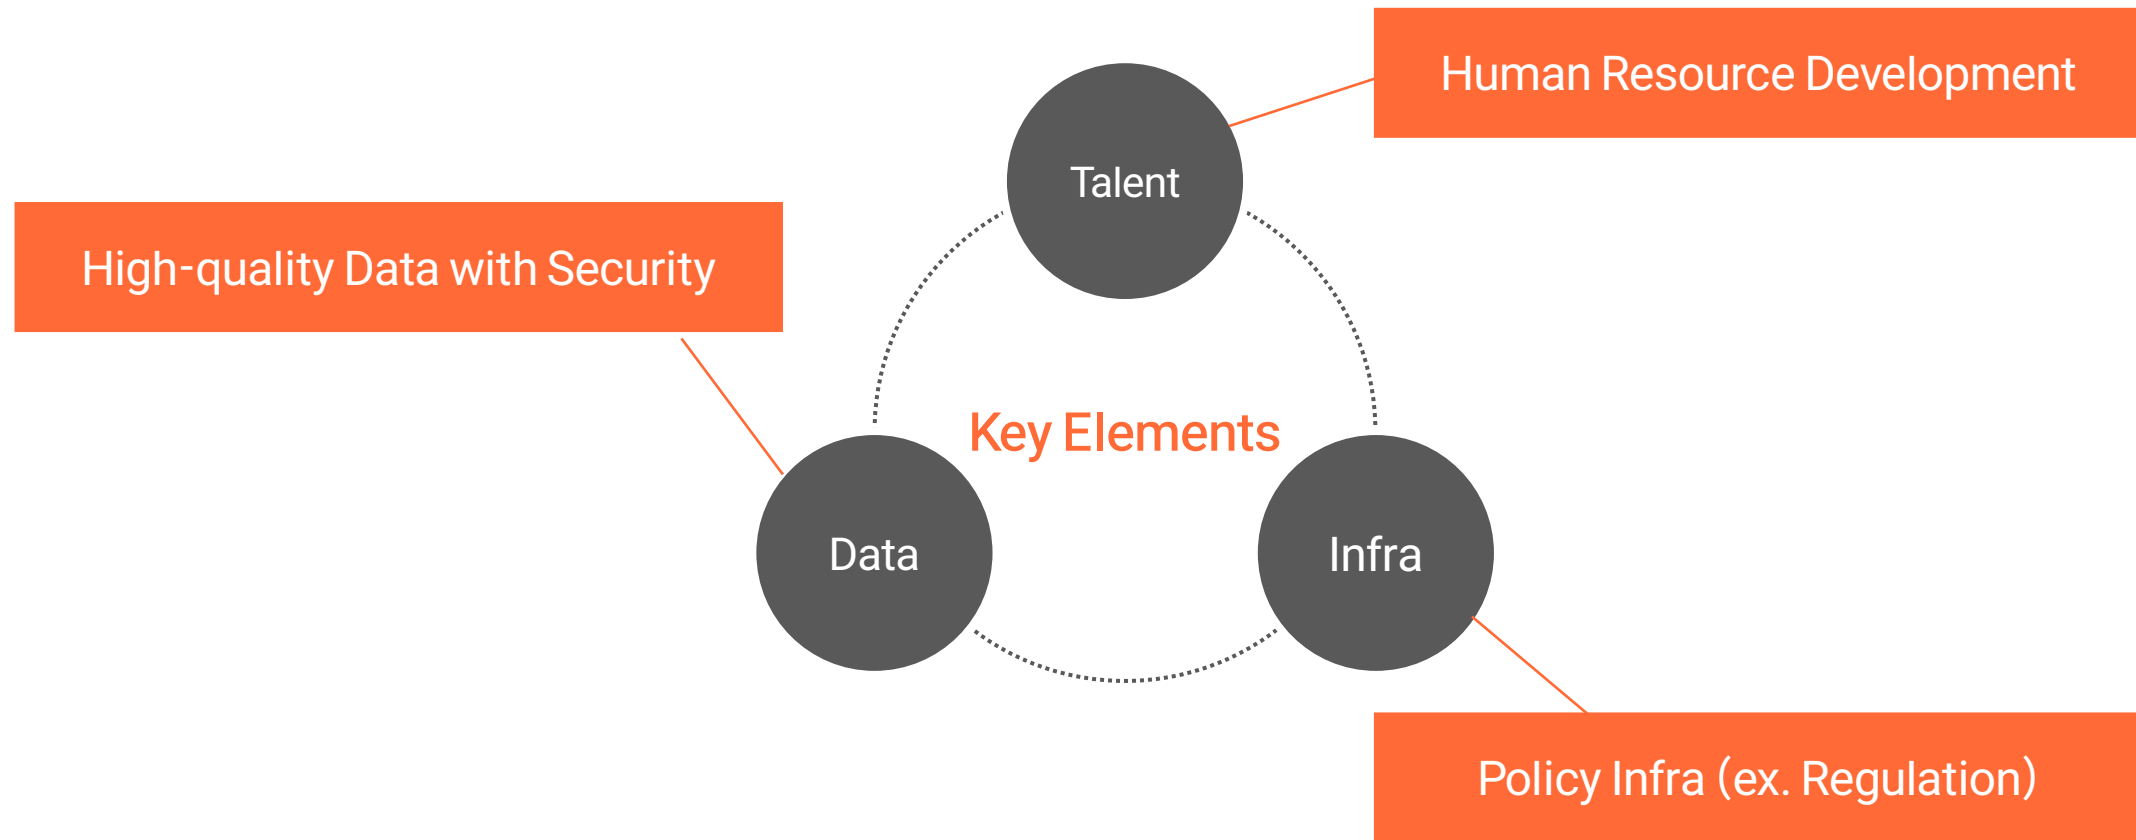 Human Resource Development
Talent
High-quality Data with Security
Key Elements
Data
Infra
Policy Infra (ex. Regulation)